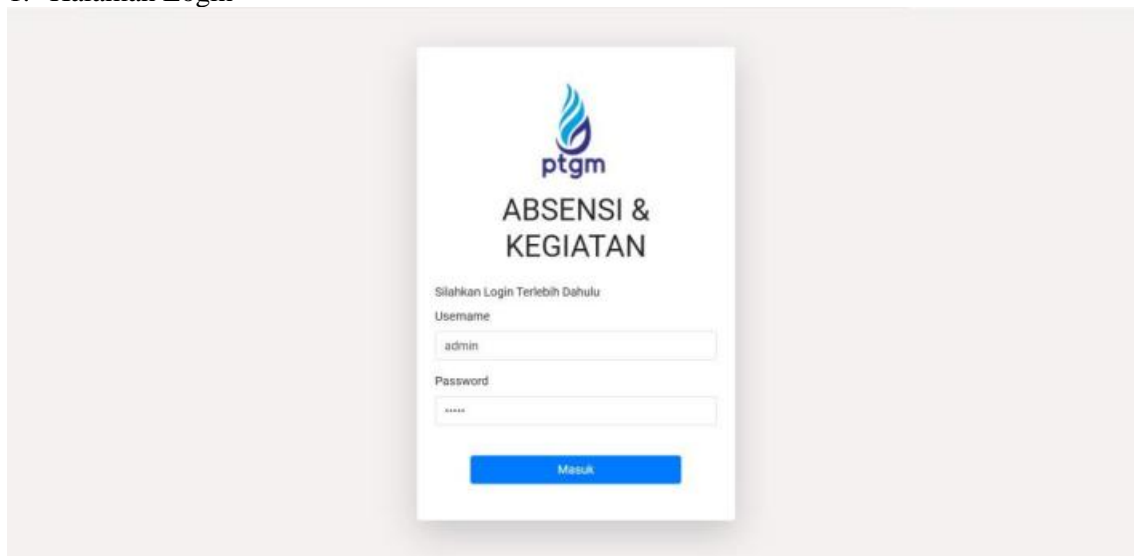 ptgm
ABSENSI &
KEGIATAN
Silahkan Login Terlebih Dahulu
Username
admin
Password
*****
Masuk